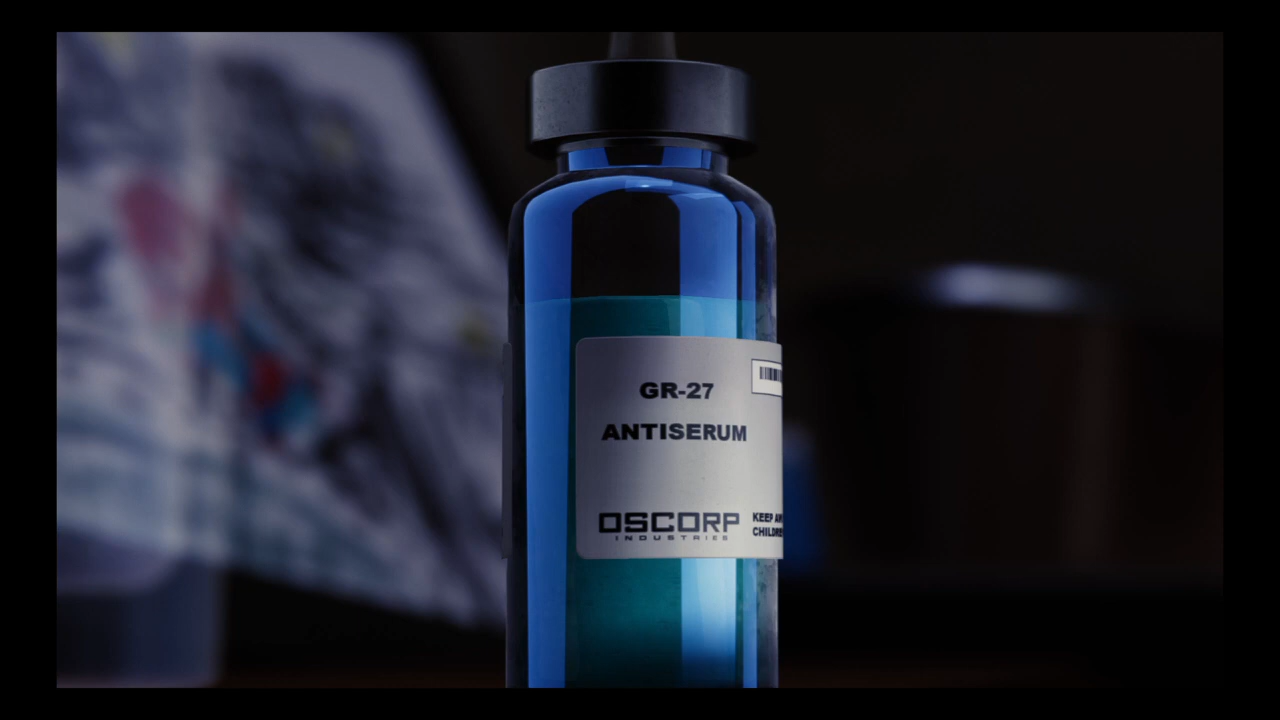 GR-27
ANTISERUM
OSCORP
INDUSTRIES
KEEP